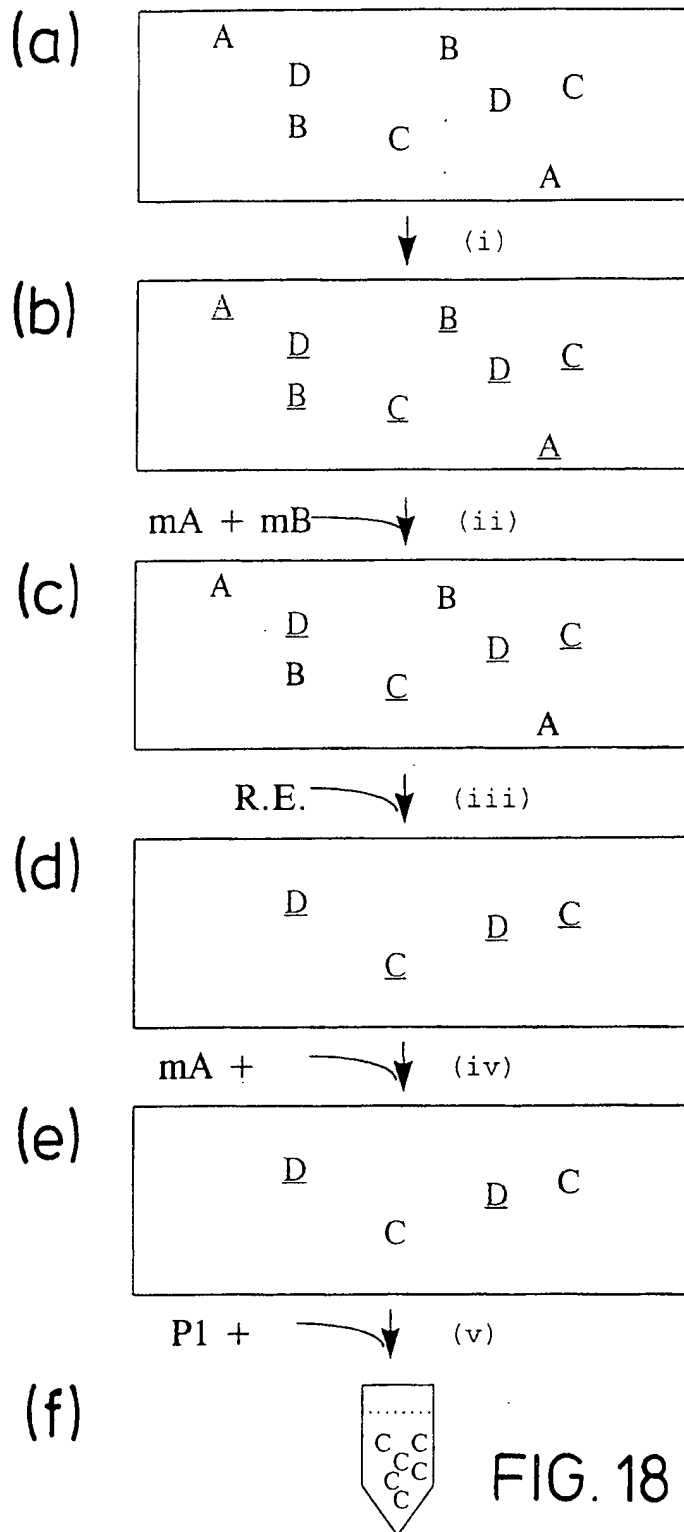 (a)
A B
D D C
B C
A
(i)
(b)
A B
D D C
B C
A
mA + mB (ii)
(c)
A B
D D C
B C
A
R.E. (iii)
(d)
D D C
C
mA + (iv)
(e)
D D C
C
P1 + (v)
(f)
C C
C
C C
C
FIG. 18